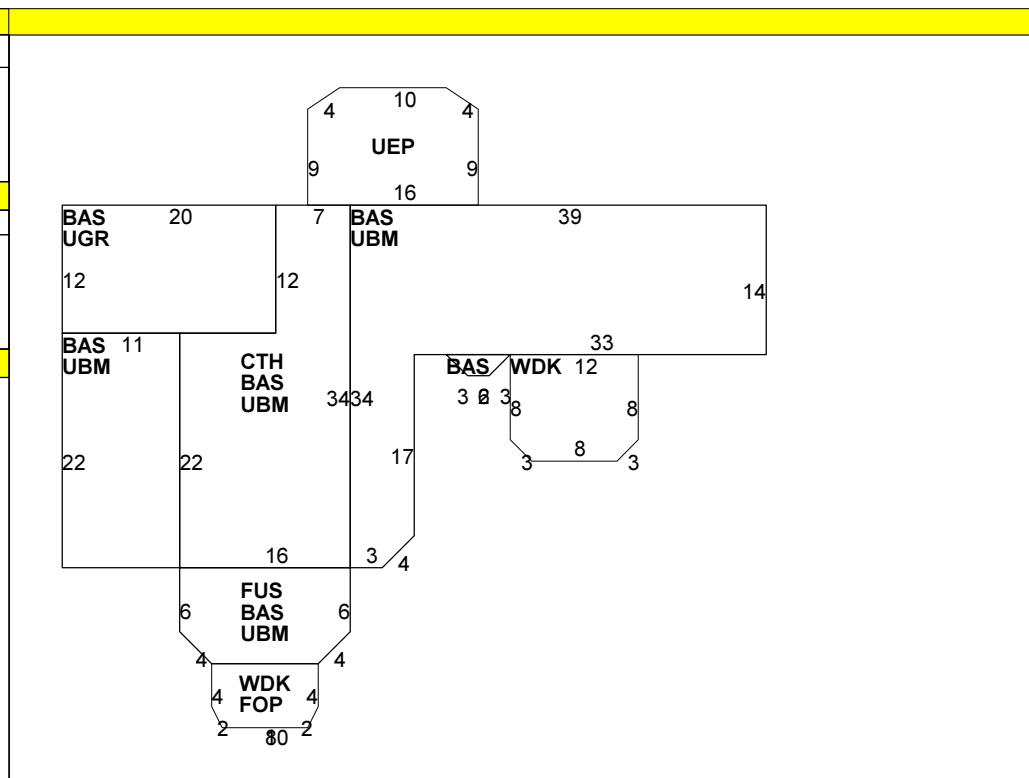 10
4 4
UEP
9 9
16
BAS 20 7 BAS 39
UGR UBM
12 12 14
BAS 11 33
UBM
CTH BAS WDK 12
BAS
UBM 34 34 3 6 3 8 8
17 8
22 22 3 3
16 3 4
FUS
BAS
UBM
6 6
4 4
WDK
FOP
4 4
2 2
10